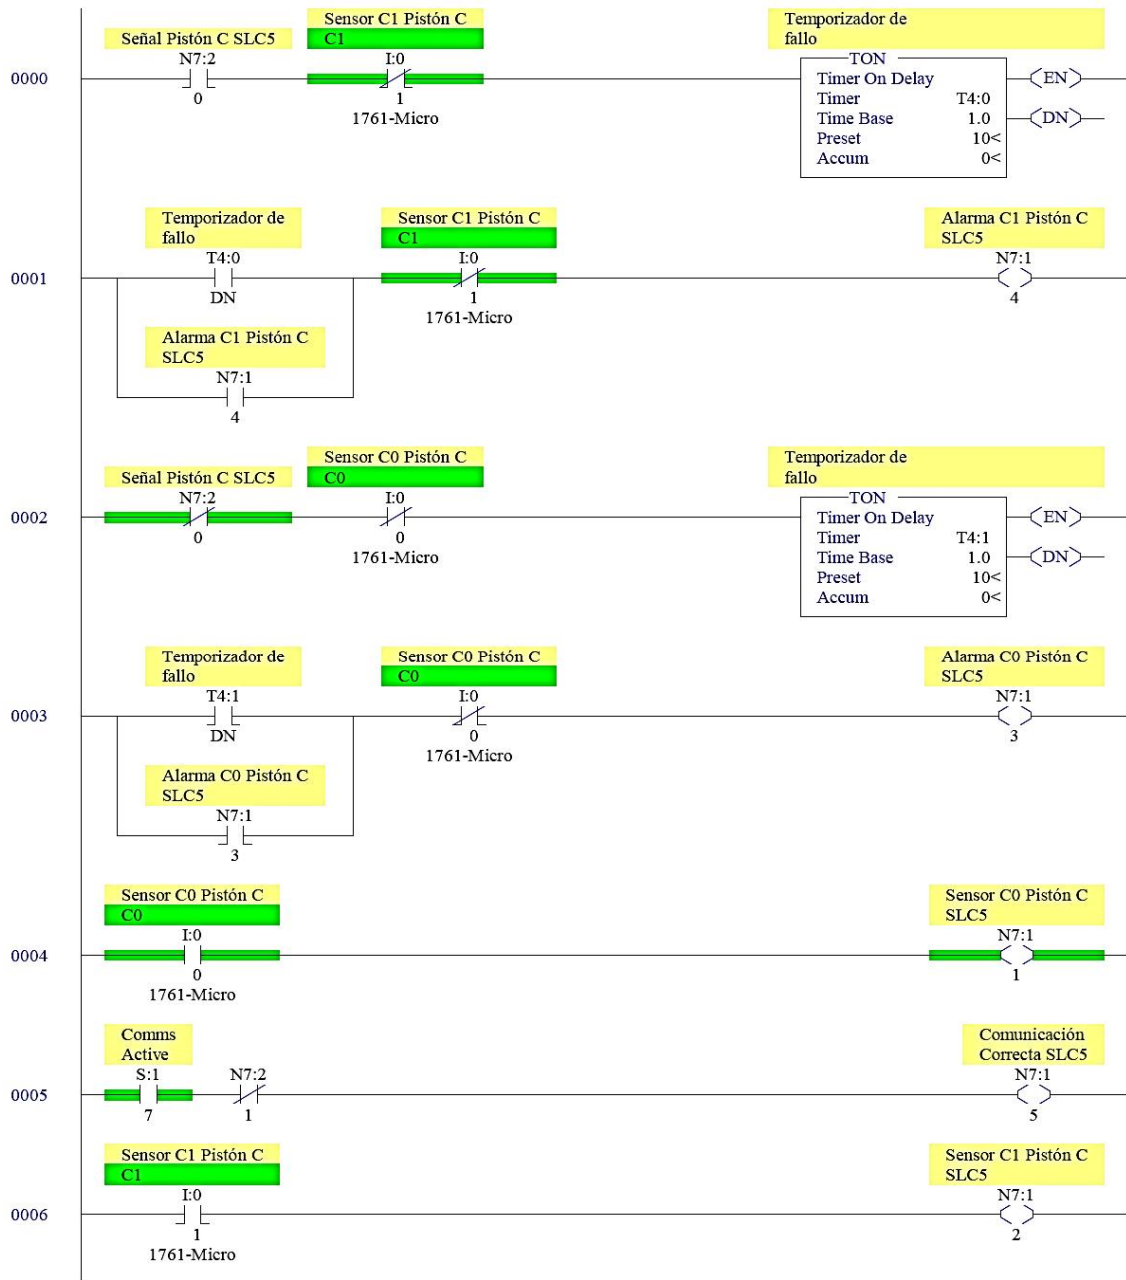 Sensor C1 Pistón C
Temporizador de
Señal Pistón C SLC5
C1
fallo
N7:2
I:0
TON
0000
Timer On Delay
EN
0
1
Timer
T4:0
1761-Micro
Time Base
1.0
DN
Preset
10<
Accum
0<
Temporizador de
Sensor C1 Pistón C
Alarma C1 Pistón C
fallo
C1
SLC5
T4:0
I:0
N7:1
0001
DN
1
4
1761-Micro
Alarma C1 Pistón C
SLC5
N7:1
4
Sensor C0 Pistón C
Temporizador de
Señal Pistón C SLC5
C0
fallo
N7:2
I:0
TON
0002
Timer On Delay
EN
0
0
Timer
T4:1
1761-Micro
Time Base
1.0
DN
Preset
10<
Accum
0<
Temporizador de
Sensor C0 Pistón C
Alarma C0 Pistón C
fallo
C0
SLC5
T4:1
I:0
N7:1
0003
DN
0
3
1761-Micro
Alarma C0 Pistón C
SLC5
N7:1
3
Sensor C0 Pistón C
Sensor C0 Pistón C
C0
SLC5
I:0
N7:1
0004
0
1
1761-Micro
Comms
Comunicación
Active
Correcta SLC5
S:1
N7:2
N7:1
0005
7
1
5
Sensor C1 Pistón C
Sensor C1 Pistón C
C1
SLC5
I:0
N7:1
0006
1
2
1761-Micro